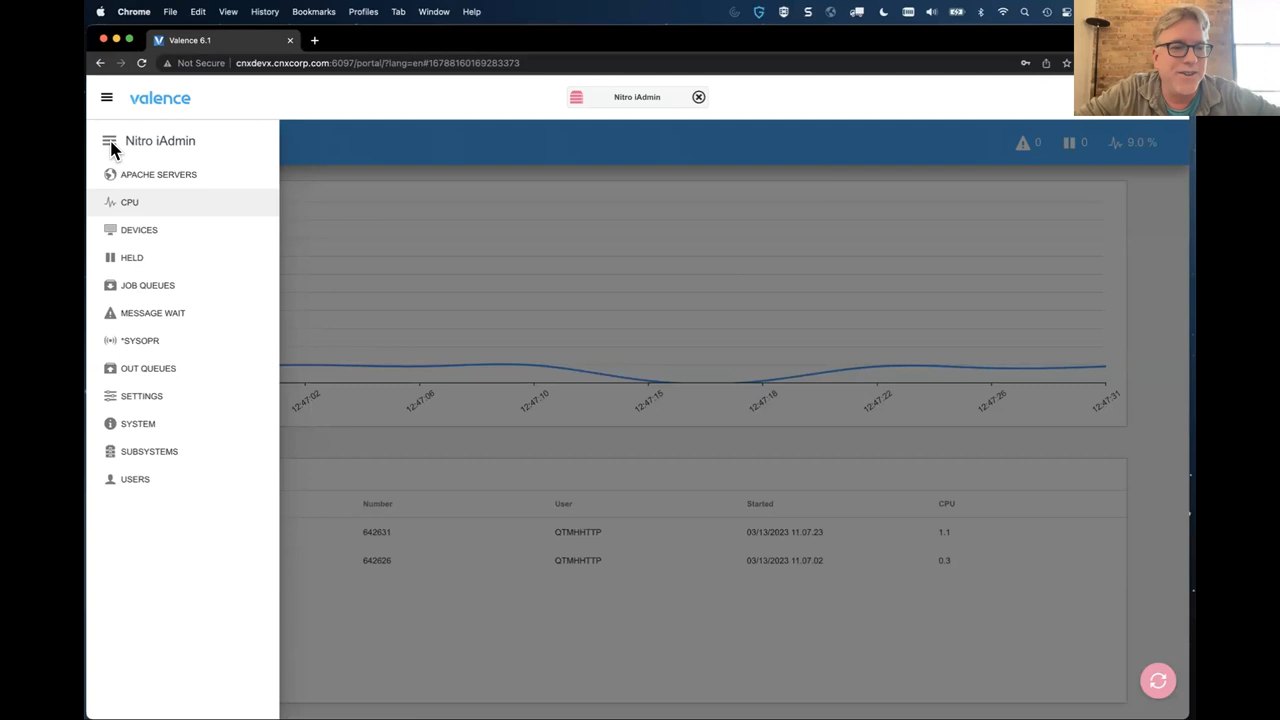 Chrome File Edit View History Bookmarks Profiles Tab Window Help
Valence 6.1
Not Secure cnxdevx.cnxcorp.com:6097/portal/?lang=en#16788160169283373
valence
Nitro iAdmin
Nitro iAdmin
0 0 9.0 %
APACHE SERVERS
CPU
DEVICES
HELD
JOB QUEUES
MESSAGE WAIT
*SYSOPR
OUT QUEUES
SETTINGS
SYSTEM
SUBSYSTEMS
USERS
12:47:02 12:47:06 12:47:10 12:47:15 12:47:18 12:47:22 12:47:26 12:47:31
Number User Started CPU
642631 QTMHHTTP 03/13/2023 11.07.23 1.1
642626 QTMHHTTP 03/13/2023 11.07.02 0.3